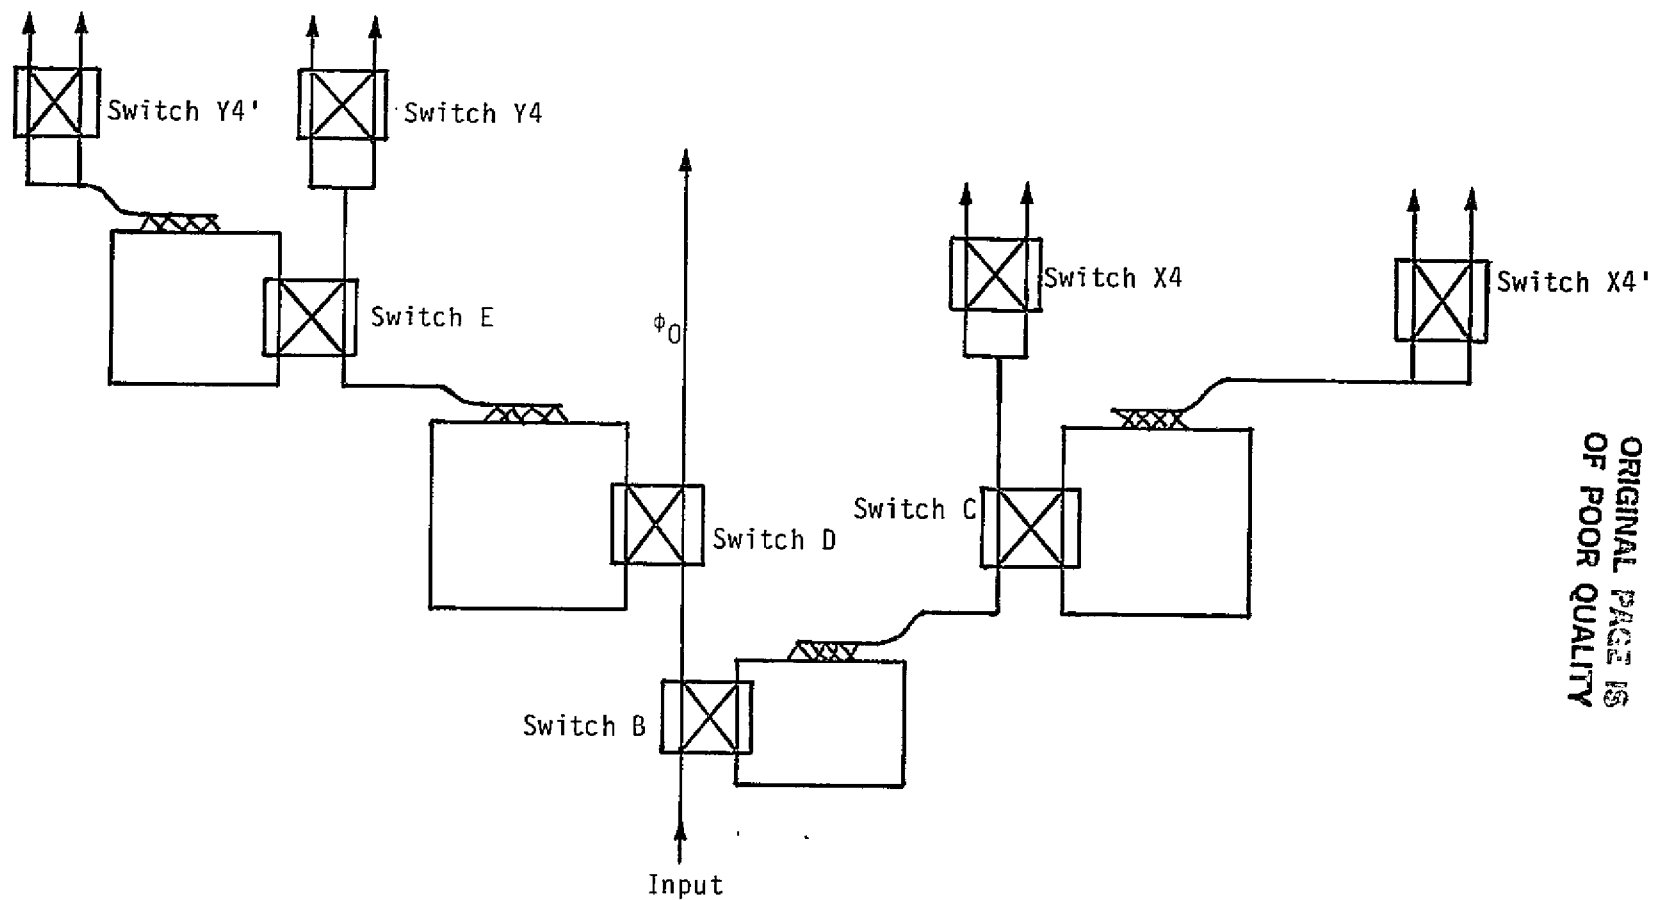 Switch Y4'
Switch Y4
Switch X4
Switch X4'
Switch E
ϕ0
Switch C
Switch D
Switch B
Input
ORIGINAL PAGE IS
OF POOR QUALITY